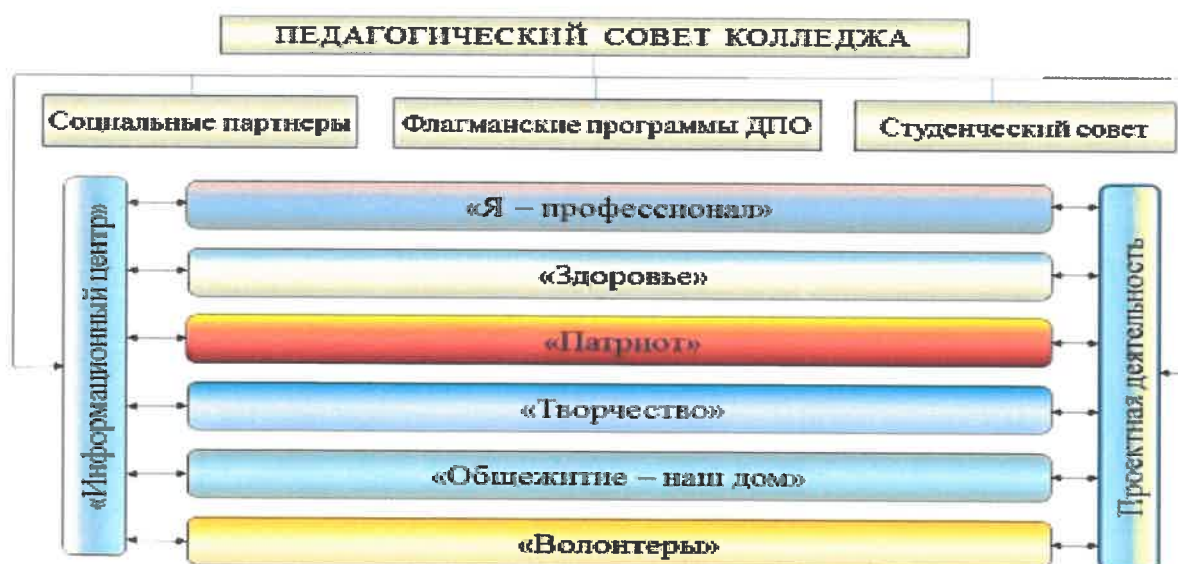 ПЕДАГОГИЧЕСКИЙ СОВЕТ КОЛЛЕДЖА
Социальные партнеры
Флагманские программы ДПО
Студенческий совет
«Информационный центр»
«Я – профессионал»
«Здоровье»
«Патриот»
«Творчество»
«Общежитие – наш дом»
«Волонтеры»
Проектная деятельность